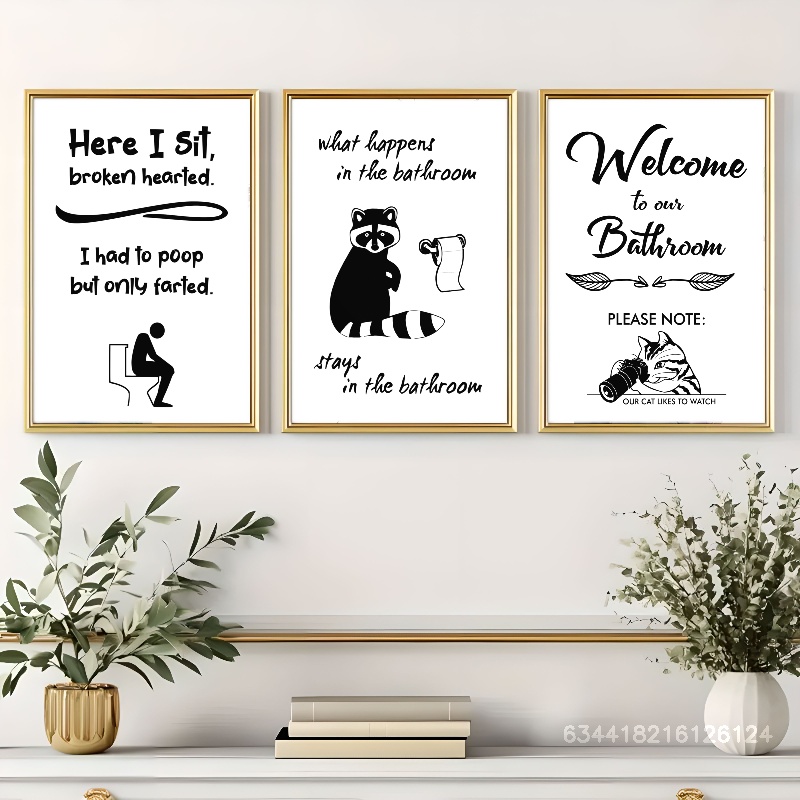 Here I Sit,
broken hearted.
I had to poop
but only farted.
what happens
in the bathroom
stays
in the bathroom
Welcome
to our
Bathroom
PLEASE NOTE:
OUR CAT LIKES TO WATCH
634418216126124